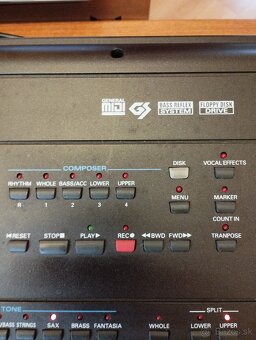 GENERAL
MIDI
GS
BASS REFLEX
SYSTEM
FLOPPY DISK
DRIVE
COMPOSER
DISK
VOCAL EFFECTS
RHYTHM WHOLE BASS/ACC LOWER UPPER
R 1 2 3 4
MENU
MARKER
COUNT IN
RESET STOP■ PLAY▶ REC● ◀◀BWD FWD▶▶
TRANPOSE
TONE
SPLIT
/BASS STRINGS SAX BRASS FANTASIA WHOLE LOWER UPPER